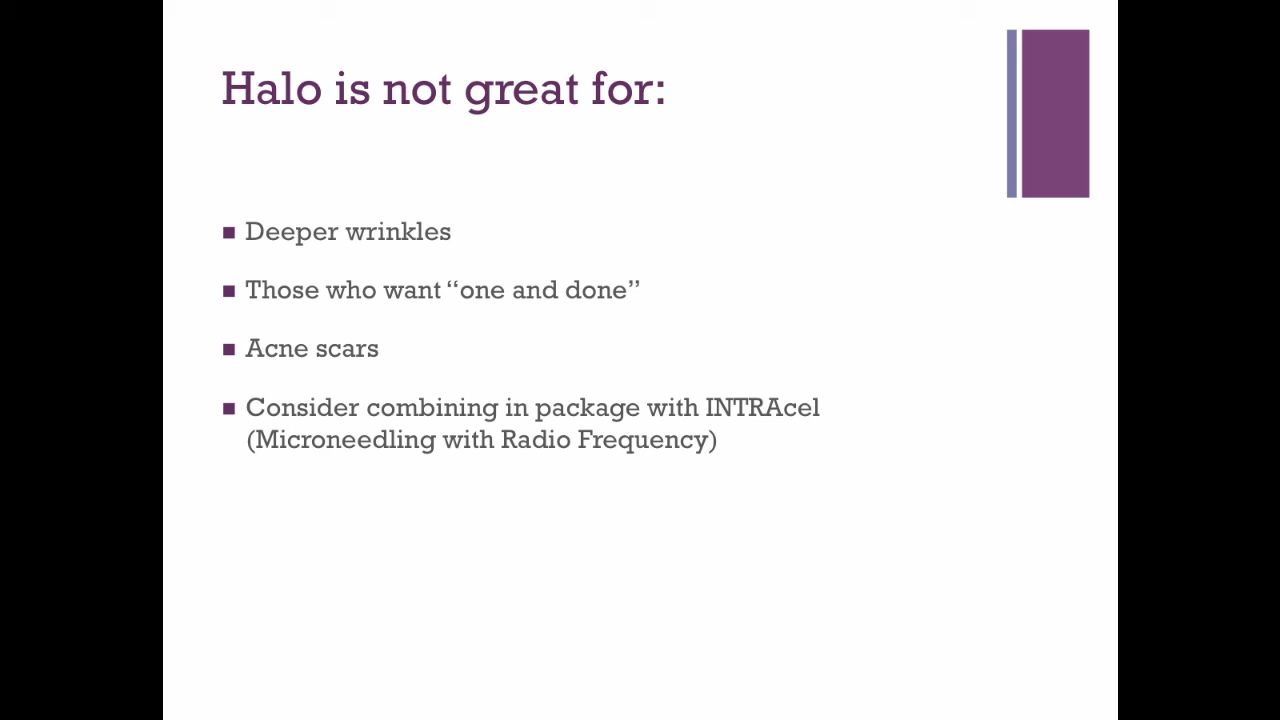 Halo is not great for:
■ Deeper wrinkles
■ Those who want “one and done”
■ Acne scars
■ Consider combining in package with INTRAcel
(Microneedling with Radio Frequency)